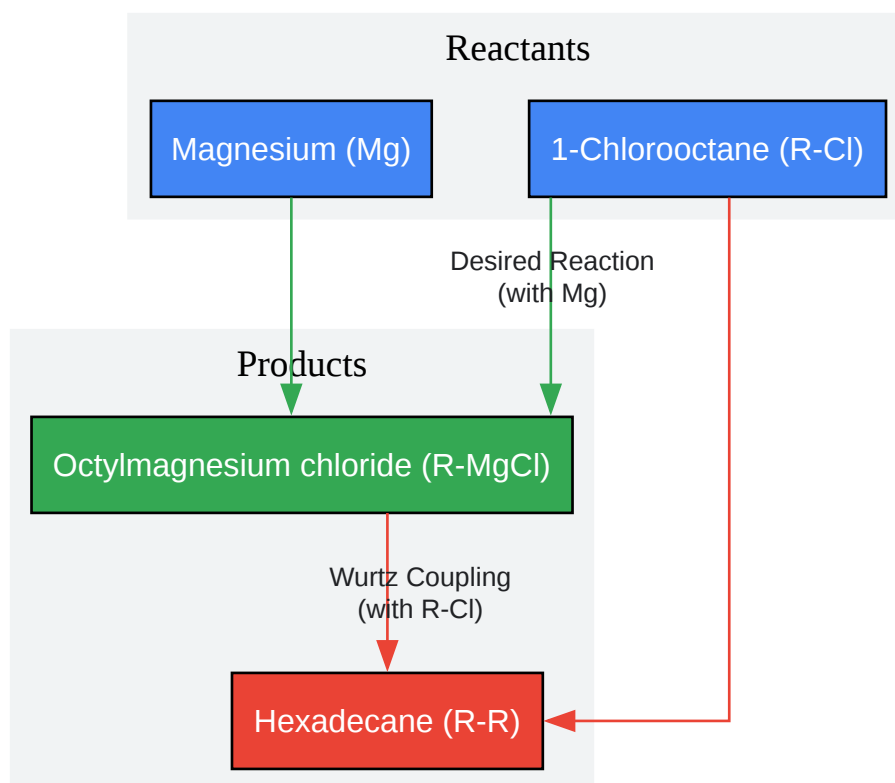 Reactants
Magnesium (Mg)
1-Chlorooctane (R-Cl)
Desired Reaction
(with Mg)
Products
Octylmagnesium chloride (R-MgCl)
Wurtz Coupling
(with R-Cl)
Hexadecane (R-R)